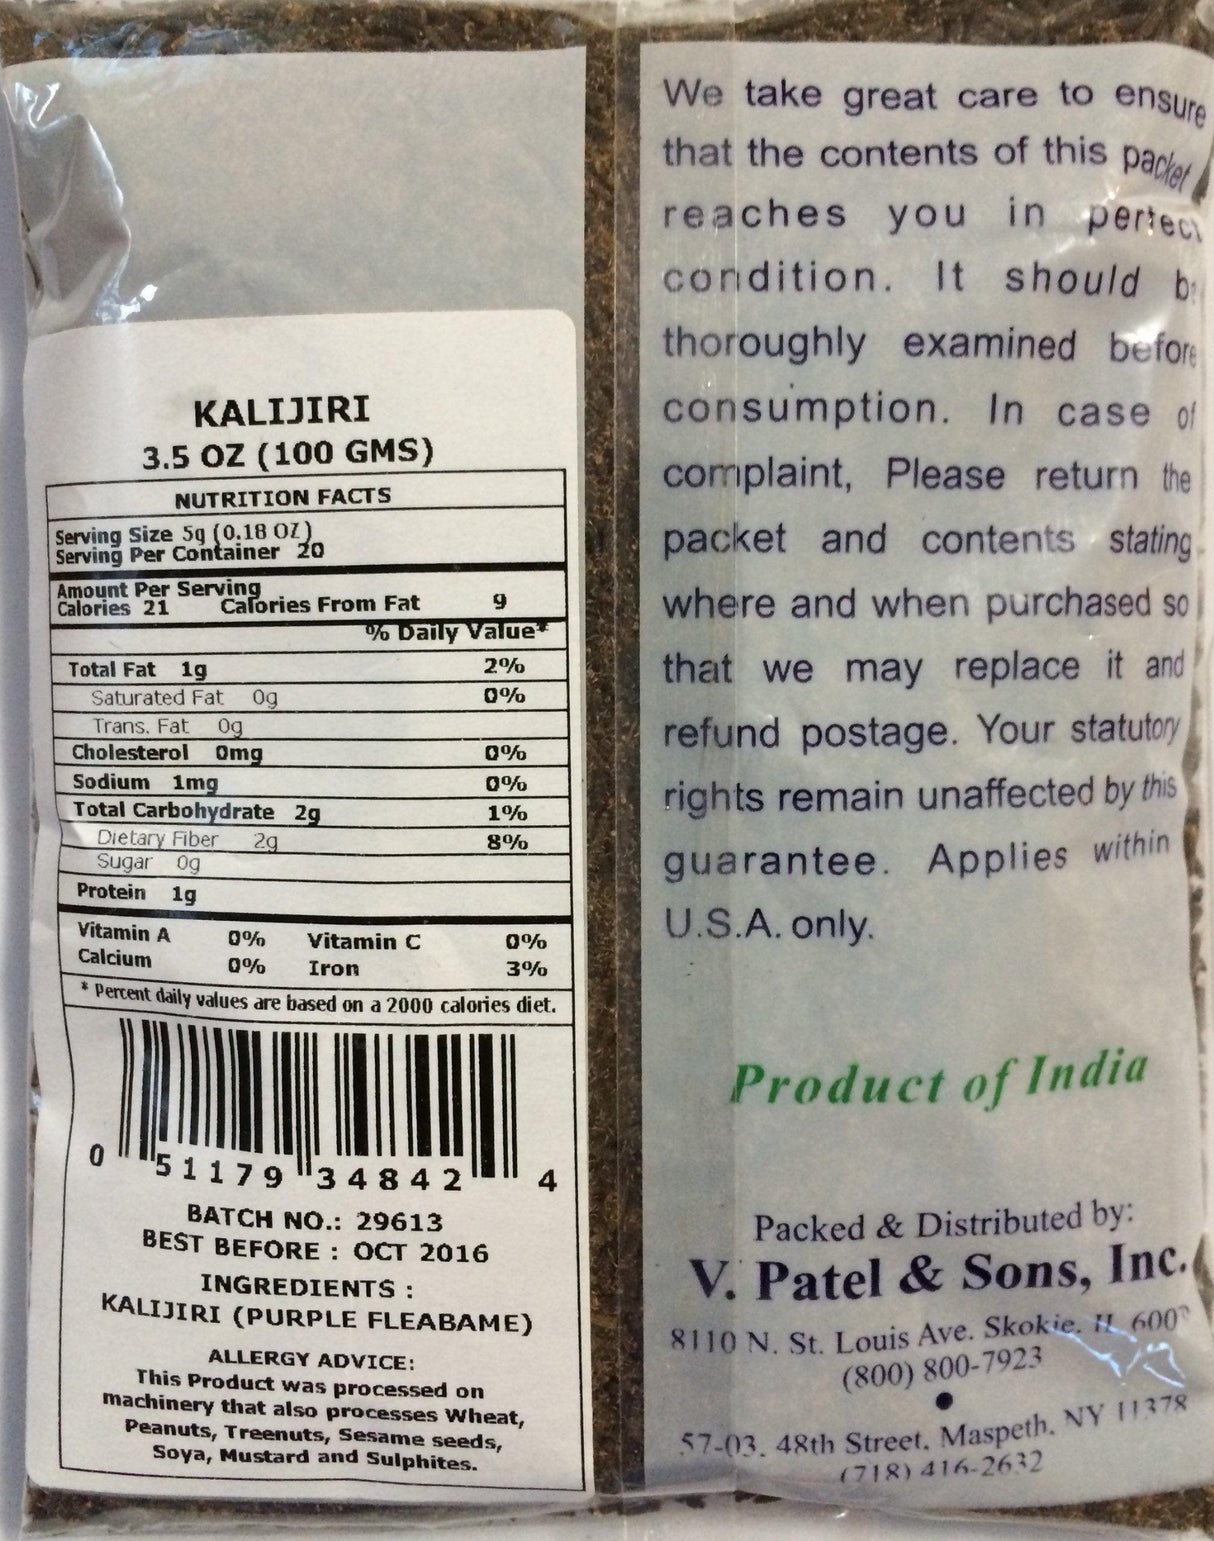 KALIJIRI
3.5 OZ (100 GMS)
NUTRITION FACTS
Serving Size 5g (0.18 OZ)
Serving Per Container 20
Amount Per Serving
Calories 21 Calories From Fat 9
% Daily Value*
Total Fat 1g 2%
Saturated Fat 0g 0%
Trans. Fat 0g
Cholesterol 0mg 0%
Sodium 1mg 0%
Total Carbohydrate 2g 1%
Dietary Fiber 2g 8%
Sugar 0g
Protein 1g
Vitamin A 0% Vitamin C 0%
Calcium 0% Iron 3%
* Percent daily values are based on a 2000 calories diet.
0 51179 34842 4
BATCH NO.: 29613
BEST BEFORE : OCT 2016
INGREDIENTS :
KALIJIRI (PURPLE FLEABAME)
ALLERGY ADVICE:
This Product was processed on
machinery that also processes Wheat,
Peanuts, Treenuts, Sesame seeds,
Soya, Mustard and Sulphites.
We take great care to ensure
that the contents of this packet
reaches you in perfect
condition. It should
thoroughly examined before
consumption. In case of
complaint, Please return the
packet and contents stating
where and when purchased so
that we may replace it and
refund postage. Your statutory
rights remain unaffected by this
guarantee. Applies within
U.S.A. only.
Product of India
Packed & Distributed by:
V. Patel & Sons, Inc.
8110 N. St. Louis Ave. Skokie, IL
(800) 800-7923
57-03, 48th Street, Maspeth, NY 11378
(718) 416-2632